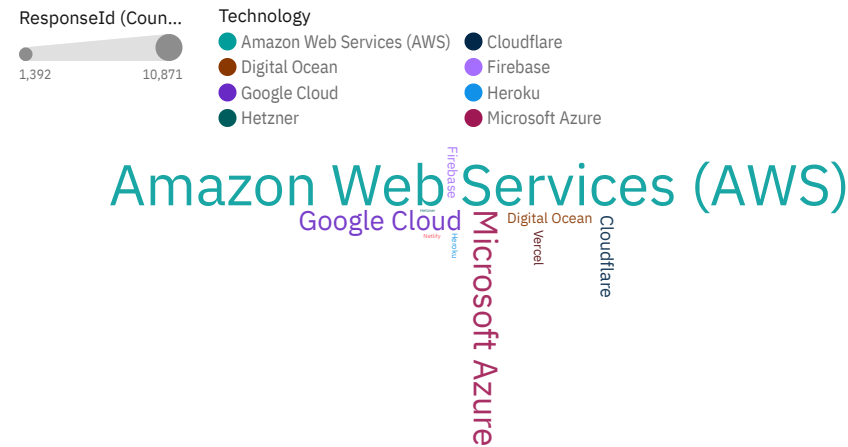 ResponseId (Coun...
1,392
10,871
Technology
Amazon Web Services (AWS)
Digital Ocean
Google Cloud
Hetzner
Cloudflare
Firebase
Heroku
Microsoft Azure
Firebase
Amazon Web Services (AWS)
Hetzner
Google Cloud
Netlify
Heroku
Microsoft Azure
Digital Ocean
Vercel
Cloudflare